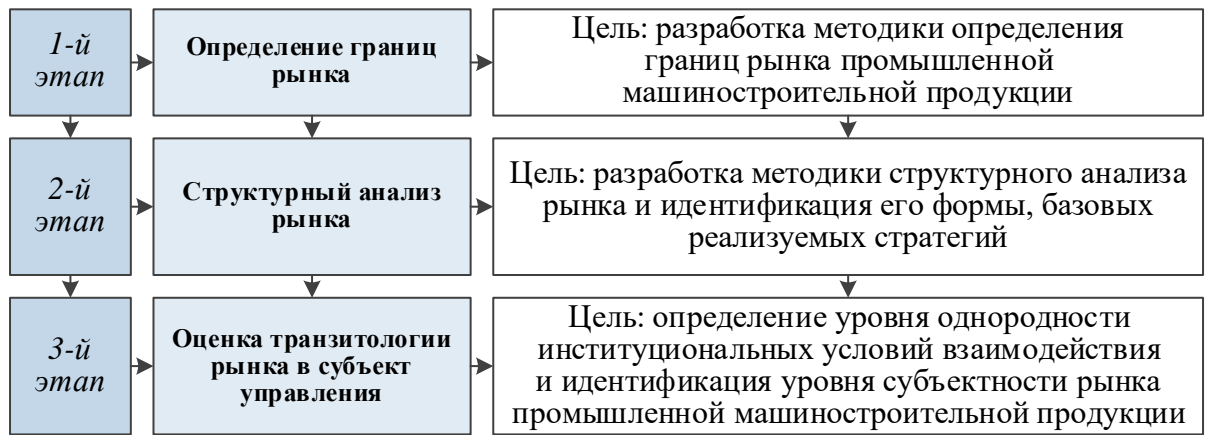 1-й
этап
Определение границ
рынка
Цель: разработка методики определения
границ рынка промышленной
машиностроительной продукции
2-й
этап
Структурный анализ
рынка
Цель: разработка методики структурного анализа
рынка и идентификация его формы, базовых
реализуемых стратегий
3-й
этап
Оценка транзитологии
рынка в субъект
управления
Цель: определение уровня однородности
институциональных условий взаимодействия
и идентификация уровня субъектности рынка
промышленной машиностроительной продукции